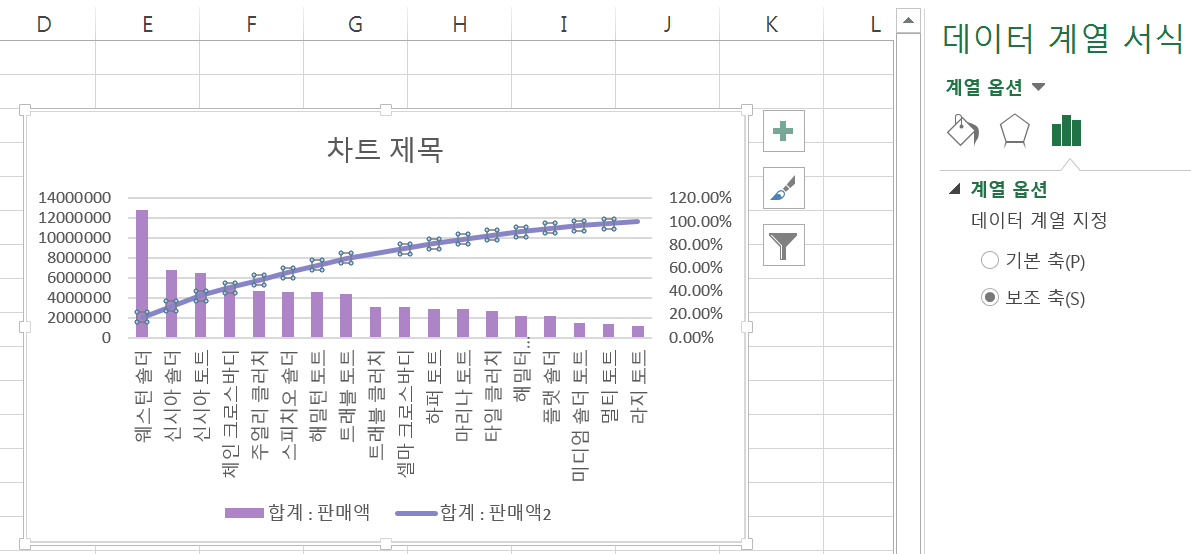 D E F G H I J K L
데이터 계열 서식
계열 옵션
계열 옵션
데이터 계열 지정
기본 축(P)
보조 축(S)
차트 제목
14000000
12000000
10000000
8000000
6000000
4000000
2000000
0
120.00%
100.00%
80.00%
60.00%
40.00%
20.00%
0.00%
웨스턴 숄더
신시아 숄더
신시아 토트
체인 크로스바디
주얼리 클러치
스피치오 숄더
해밀턴 토트
트래블 토트
트래블 클러치
셀마 크로스바디
하퍼 토트
마리나 토트
타일 클러치
해밀터...
플랫 숄더
미디엄 숄더 토트
멀티 토트
라지 토트
합계 : 판매액
합계 : 판매액2